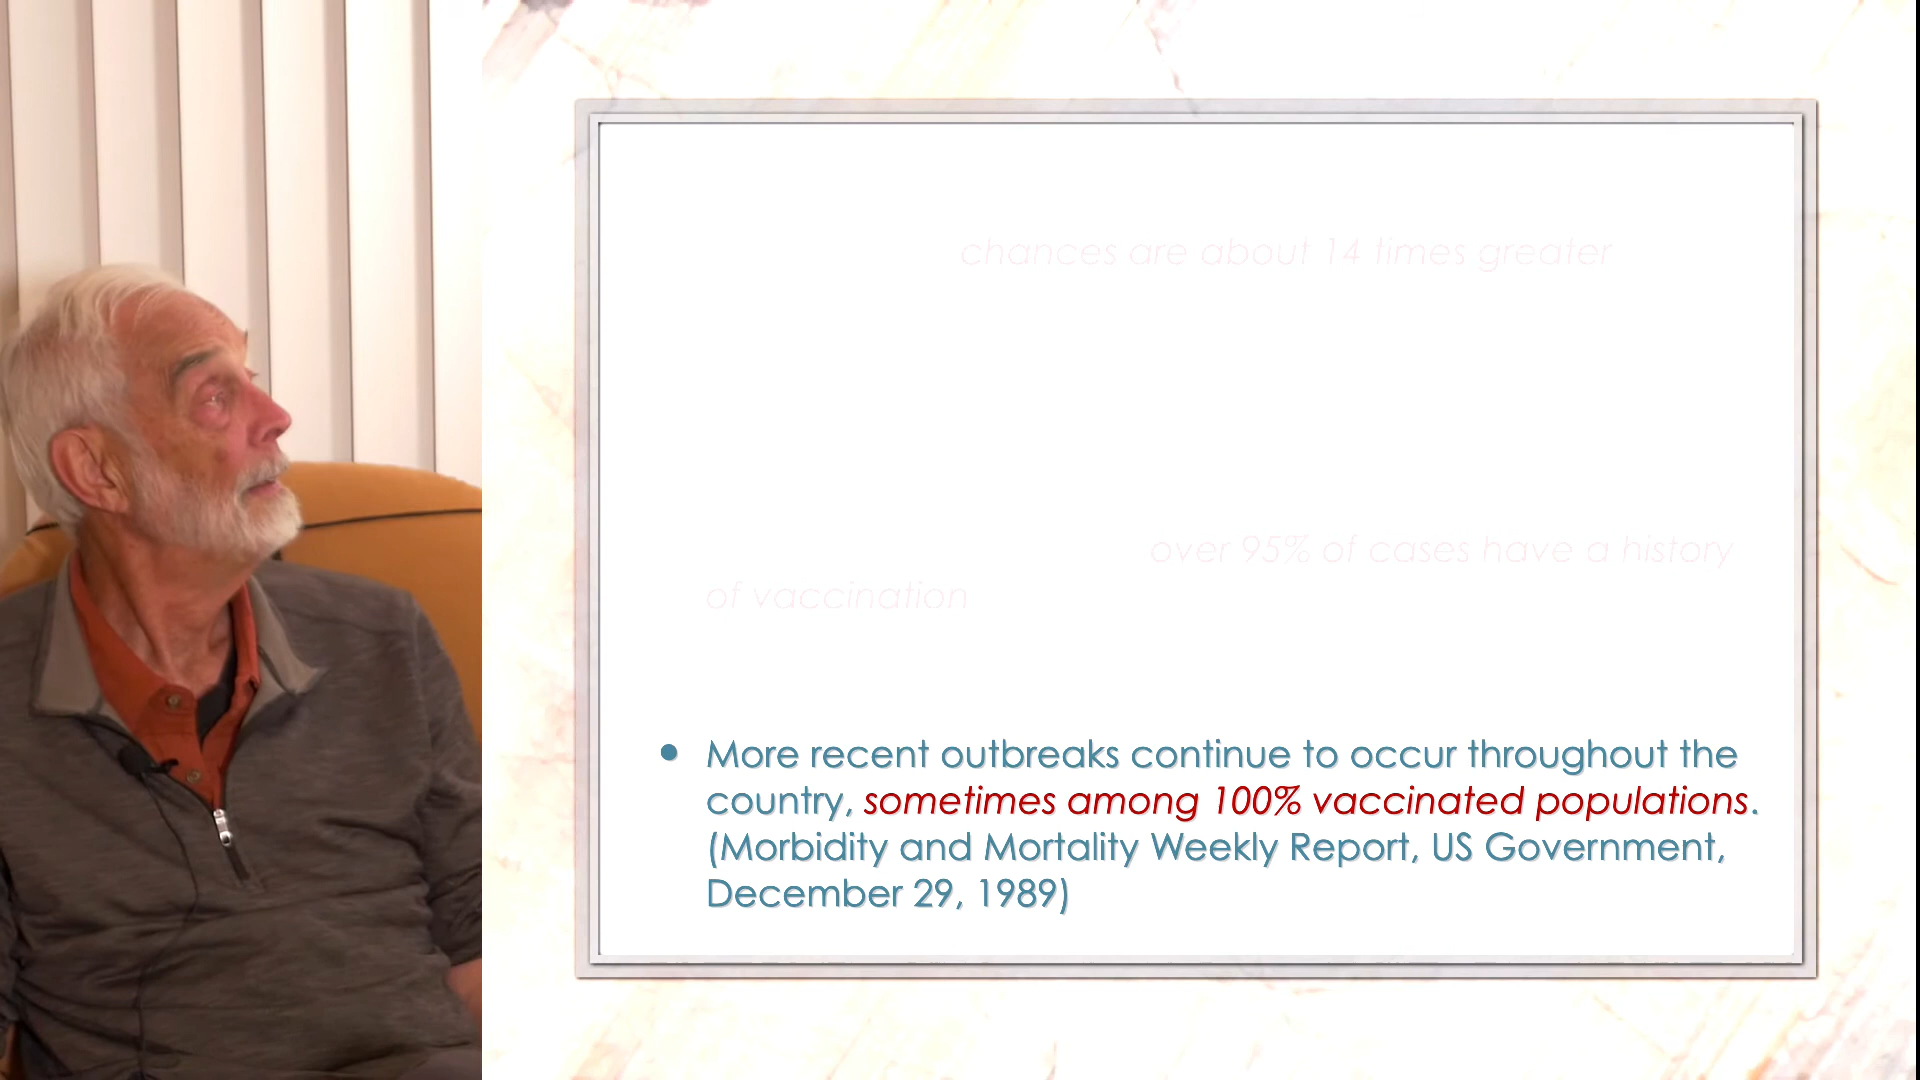 chances are about 14 times greater
over 95% of cases have a history
of vaccination
• More recent outbreaks continue to occur throughout the
country, sometimes among 100% vaccinated populations.
(Morbidity and Mortality Weekly Report, US Government,
December 29, 1989)